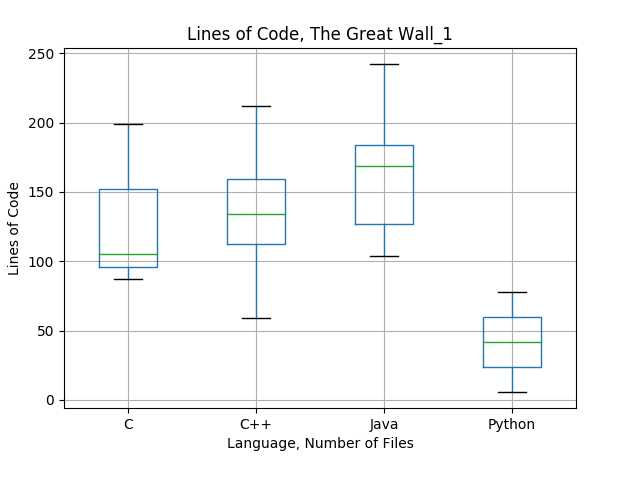 Lines of Code, The Great Wall_1
250
200
150
100
50
0
Lines of Code
C C++ Java Python
Language, Number of Files